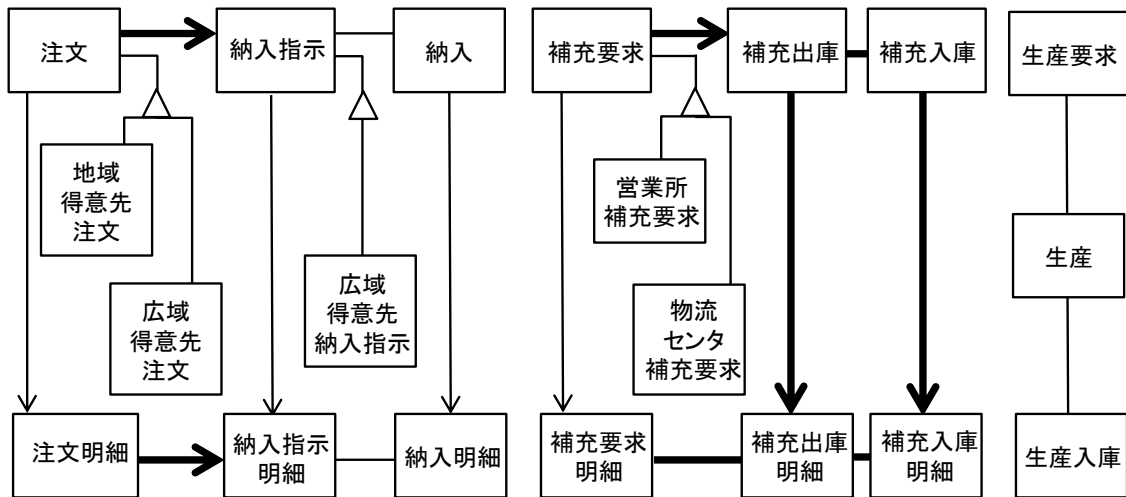 注文
納入指示
納入
補充要求
補充出庫
補充入庫
生産要求
地域
得意先
注文
広域
得意先
注文
広域
得意先
納入指示
営業所
補充要求
物流
センタ
補充要求
生産
注文明細
納入指示
明細
納入明細
補充要求
明細
補充出庫
明細
補充入庫
明細
生産入庫